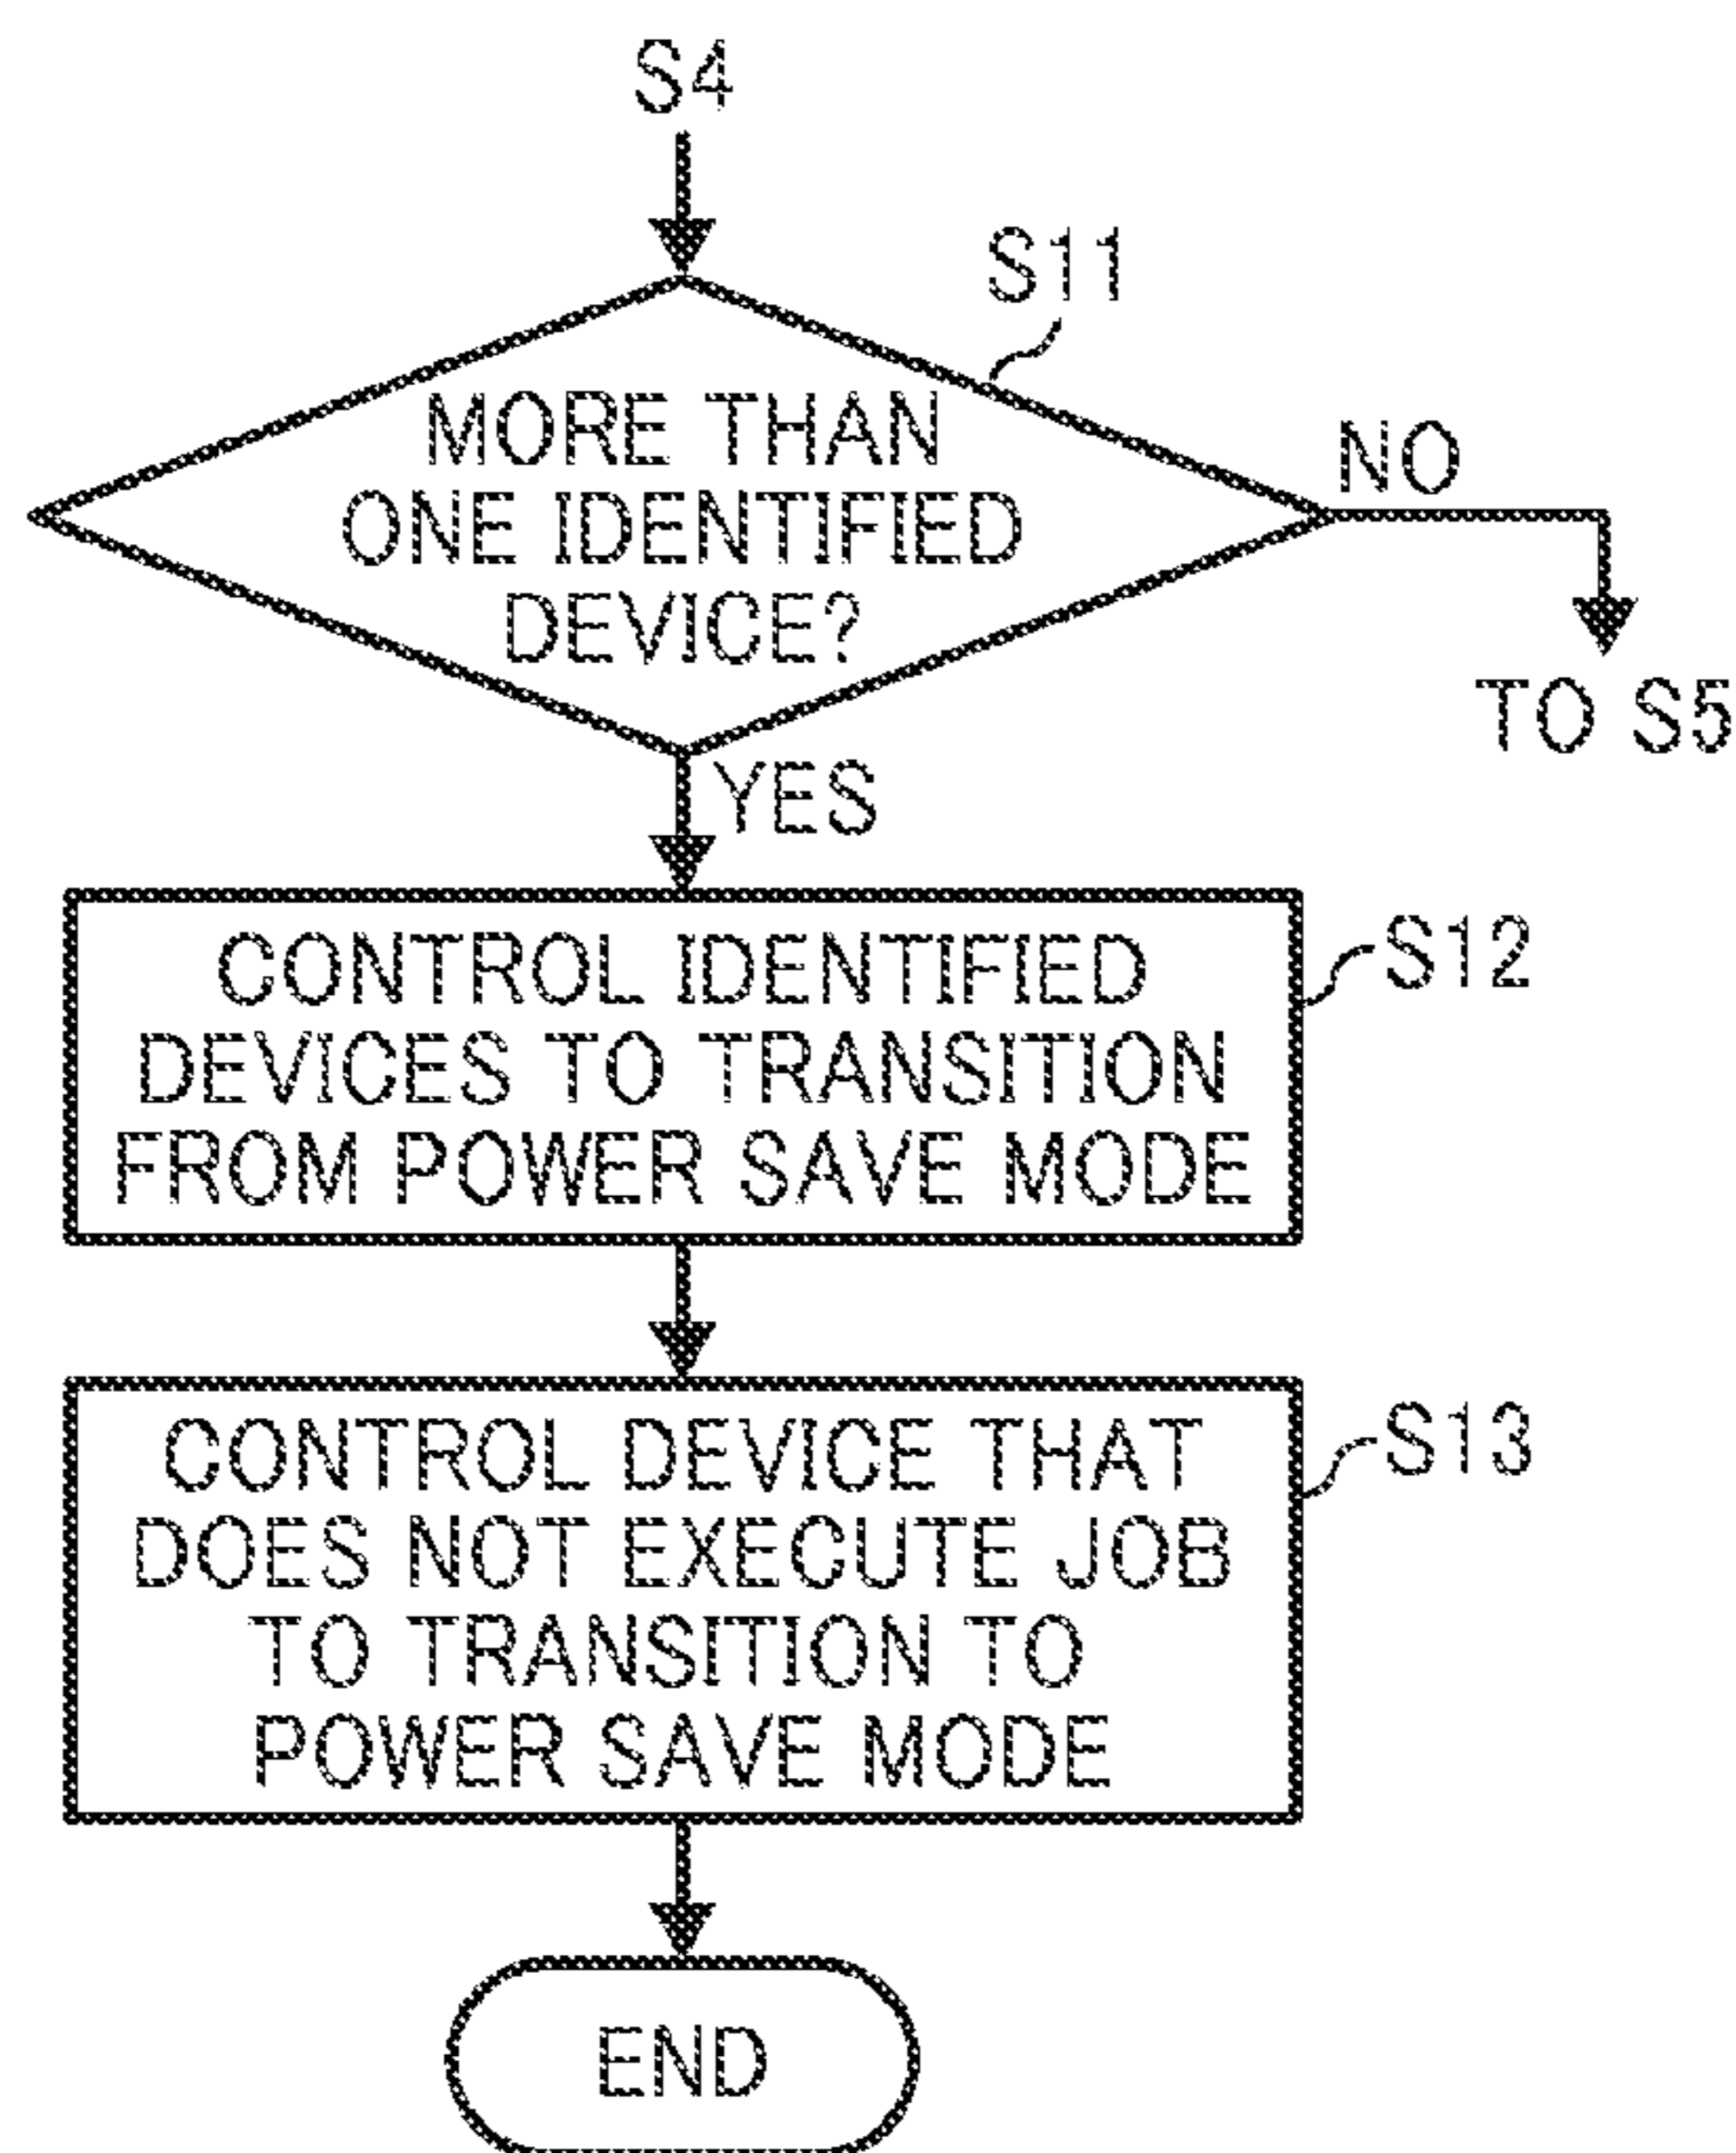 S4
S11
MORE THAN
ONE IDENTIFIED
DEVICE?
NO
TO S5
YES
CONTROL IDENTIFIED
DEVICES TO TRANSITION
FROM POWER SAVE MODE
S12
CONTROL DEVICE THAT
DOES NOT EXECUTE JOB
TO TRANSITION TO
POWER SAVE MODE
S13
END